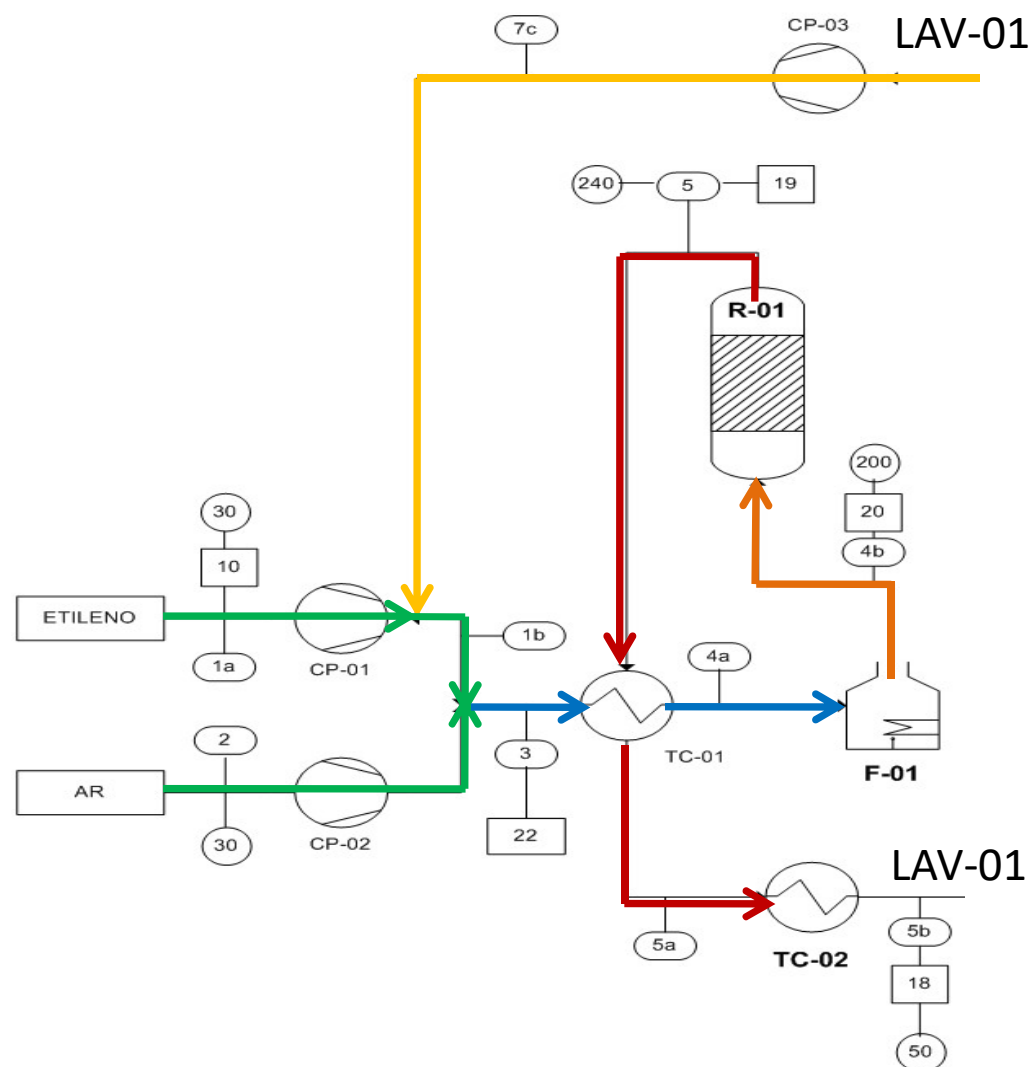 7c
CP-03
LAV-01
240
5
19
R-01
200
20
4b
30
10
ETILENO
1a
CP-01
1b
4a
2
3
TC-01
F-01
AR
30
CP-02
22
LAV-01
5a
TC-02
5b
18
50